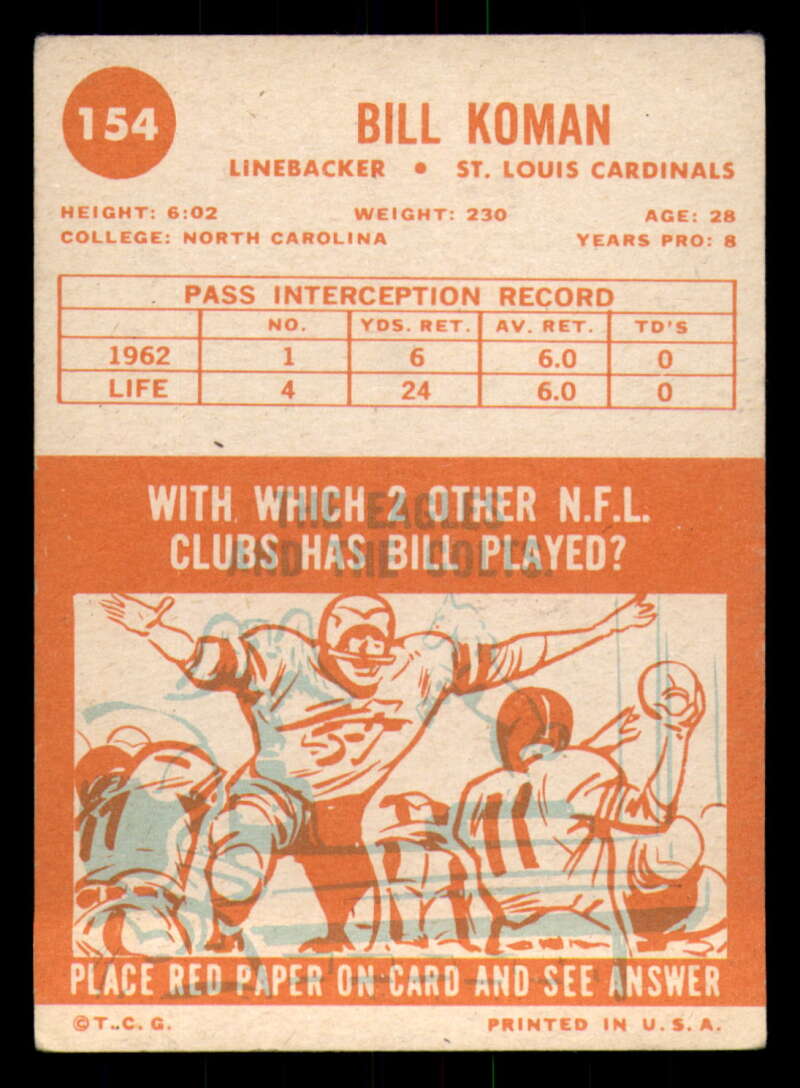 154
BILL KOMAN
LINEBACKER • ST. LOUIS CARDINALS
HEIGHT: 6:02 WEIGHT: 230 AGE: 28
COLLEGE: NORTH CAROLINA YEARS PRO: 8
PASS INTERCEPTION RECORD
NO. YDS. RET. AV. RET. TD'S
1962 1 6 6.0 0
LIFE 4 24 6.0 0
WITH WHICH 2 OTHER N.F.L.
THE EAGLES
CLUBS HAS BILL PLAYED?
AND THE COLTS.
11
PLACE RED PAPER ON CARD AND SEE ANSWER
©T..C.G. PRINTED IN U.S.A.